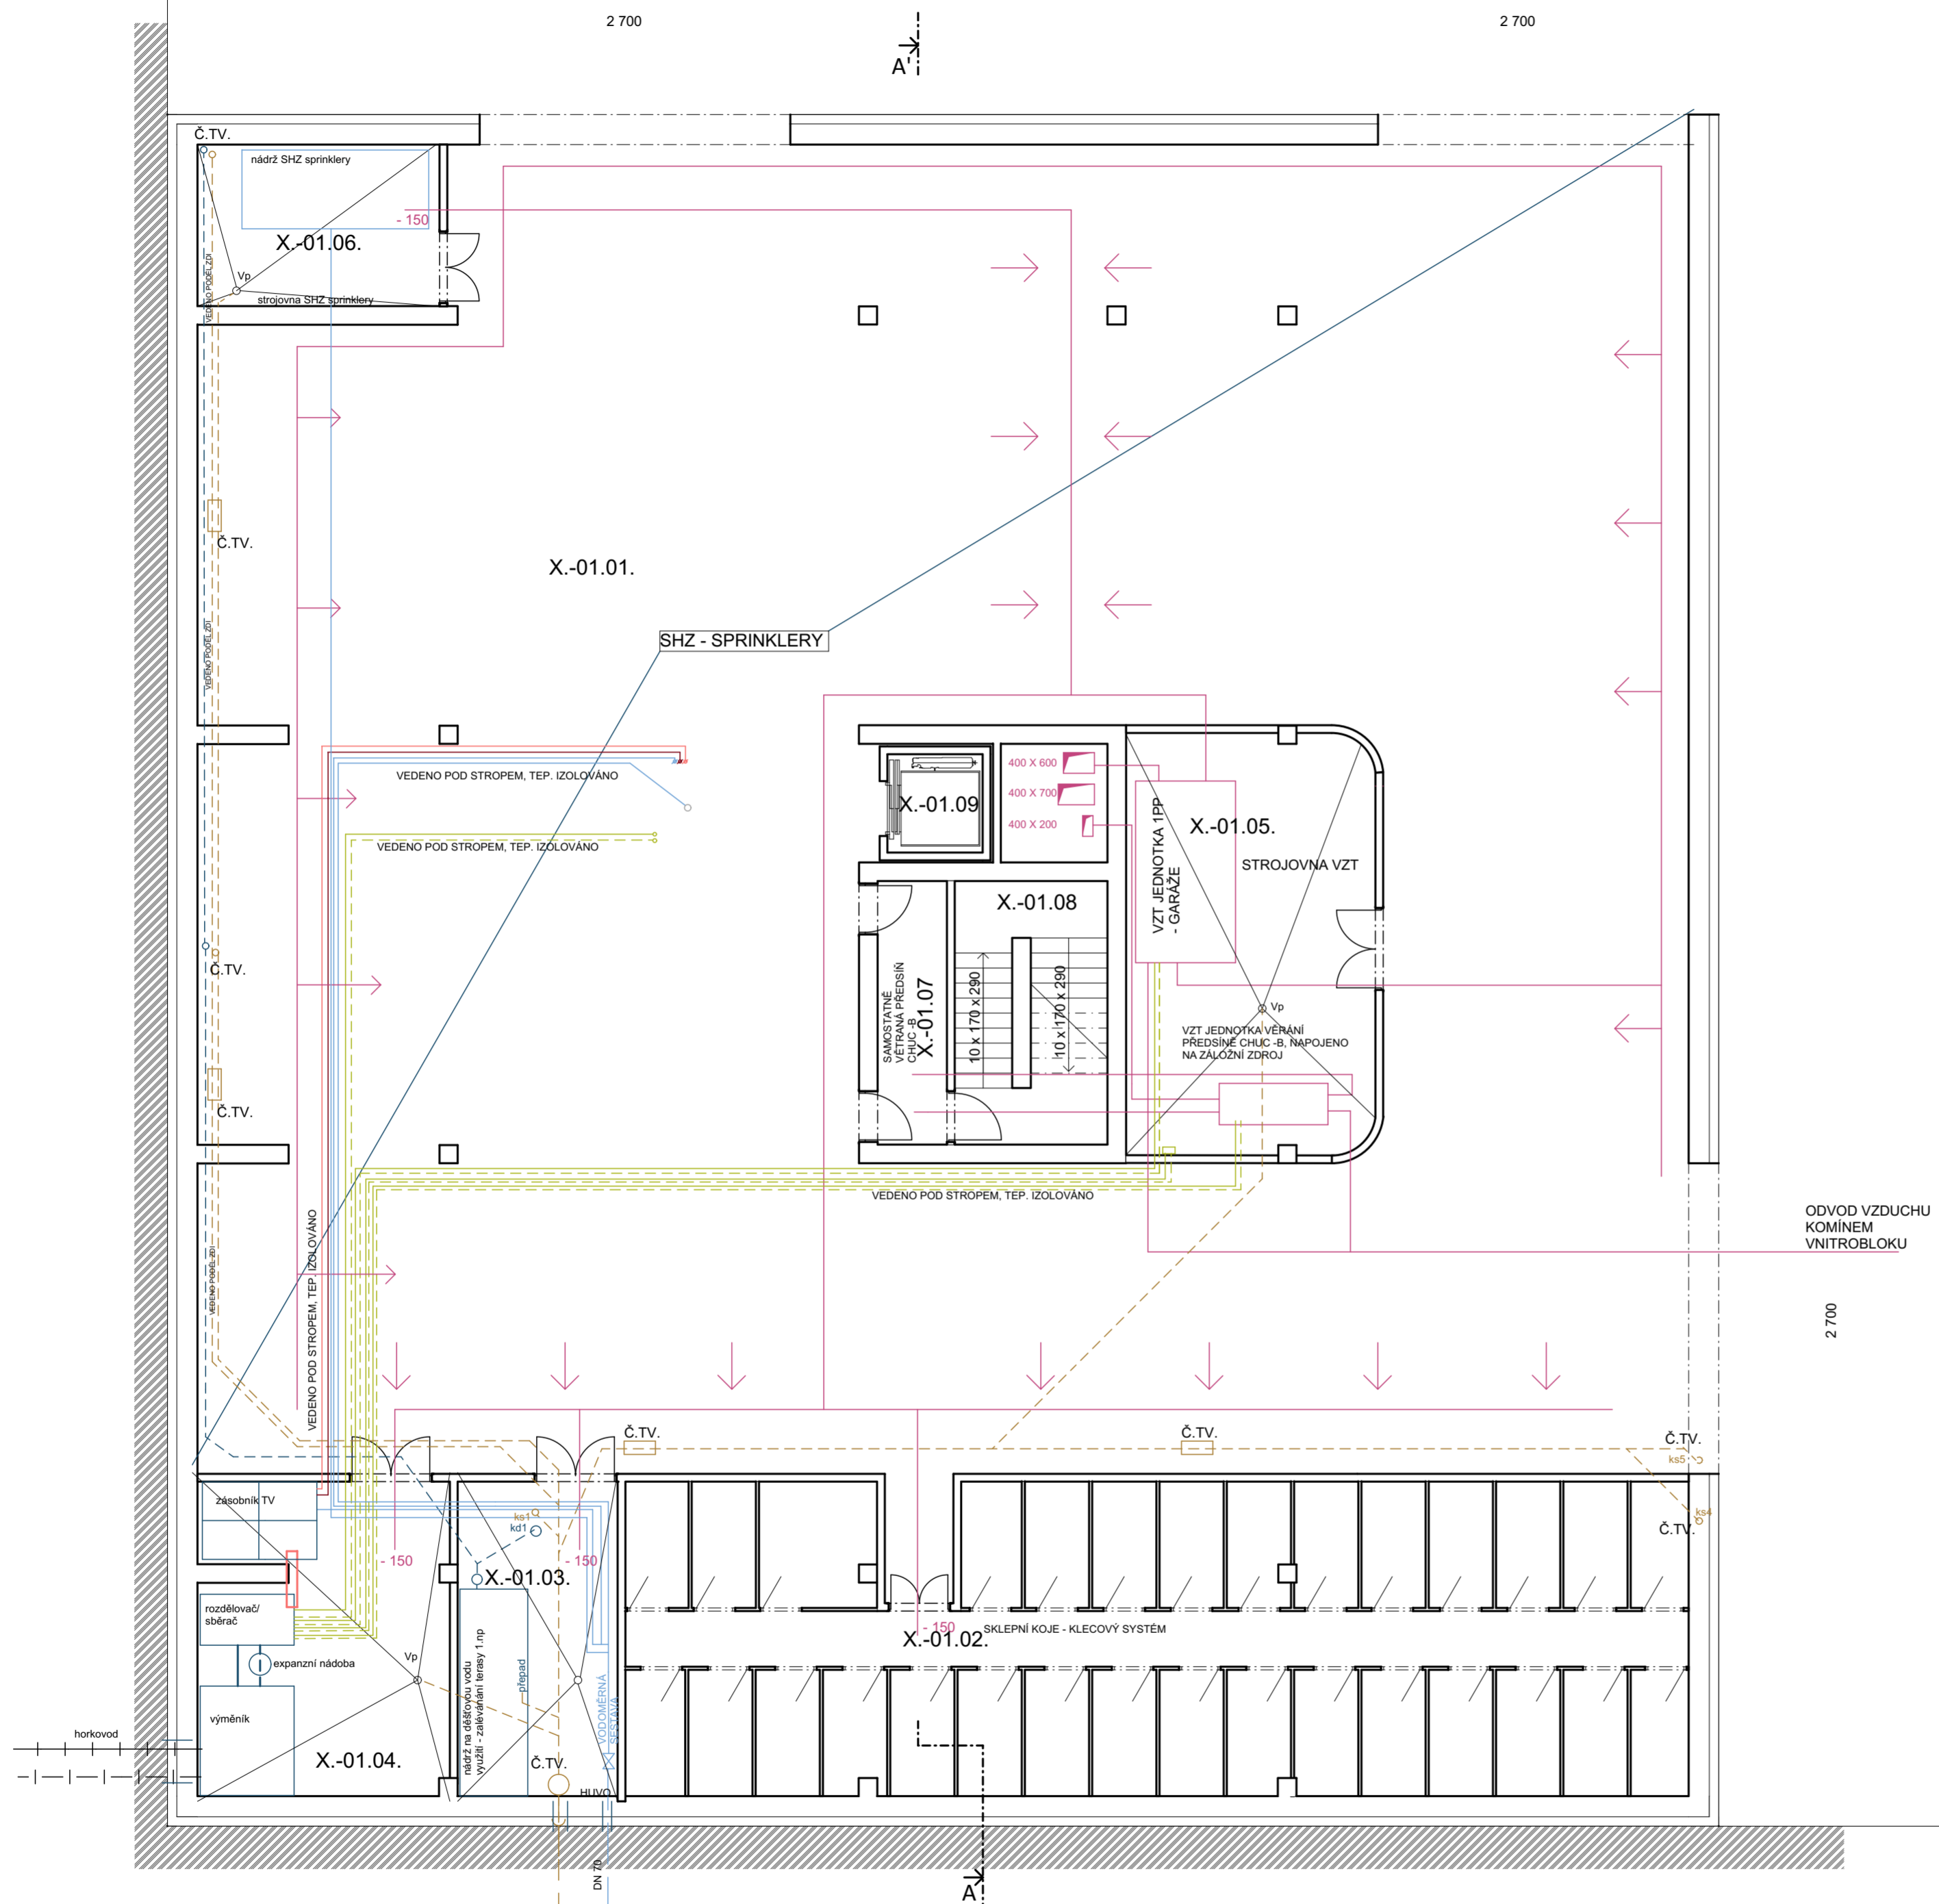 2 700
2 700
A'
Č.TV.
nádrž SHZ sprinklery
- 150
X.-01.06.
VEDENO PODÉL ZDI
Vp
strojovna SHZ sprinklery
Č.TV.
X.-01.01.
VEDENO PODÉL ZDI
SHZ - SPRINKLERY
VEDENO POD STROPEM, TEP. IZOLOVÁNO
400 X 600
400 X 700
400 X 200
X.-01.09
VZT JEDNOTKA 1PP
- GARÁŽE
X.-01.05.
STROJOVNA VZT
VEDENO POD STROPEM, TEP. IZOLOVÁNO
X.-01.08
Č.TV.
SAMOSTATNĚ
VĚTRANÁ PŘEDSÍŇ
CHUC -B
X.-01.07
10 x 170 x 290
10 x 170 x 290
Vp
VZT JEDNOTKA VĚRÁNÍ
PŘEDSÍNĚ CHUC -B, NAPOJENO
NA ZÁLOŽNÍ ZDROJ
Č.TV.
VEDENO POD STROPEM, TEP. IZOLOVÁNO
ODVOD VZDUCHU
KOMÍNEM
VNITROBLOKU
VEDENO PODÉL ZDI
VEDENO POD STROPEM, TEP. IZOLOVÁNO
2 700
Č.TV.
Č.TV.
Č.TV.
ks5
zásobník TV
ks1
kd1
ks4
Č.TV.
- 150
- 150
X.-01.03.
rozdělovač/
sběrač
- 150
X.-01.02.
SKLEPNÍ KOJE - KLECOVÝ SYSTÉM
Vp
expanzní nádoba
nádrž na děšťovou vodu
využití - zalévánání terasy 1.np
přepad
VODOMĚRNÁ
SESTAVA
výměník
horkovod
X.-01.04.
Č.TV.
HUVO
DN 70
A